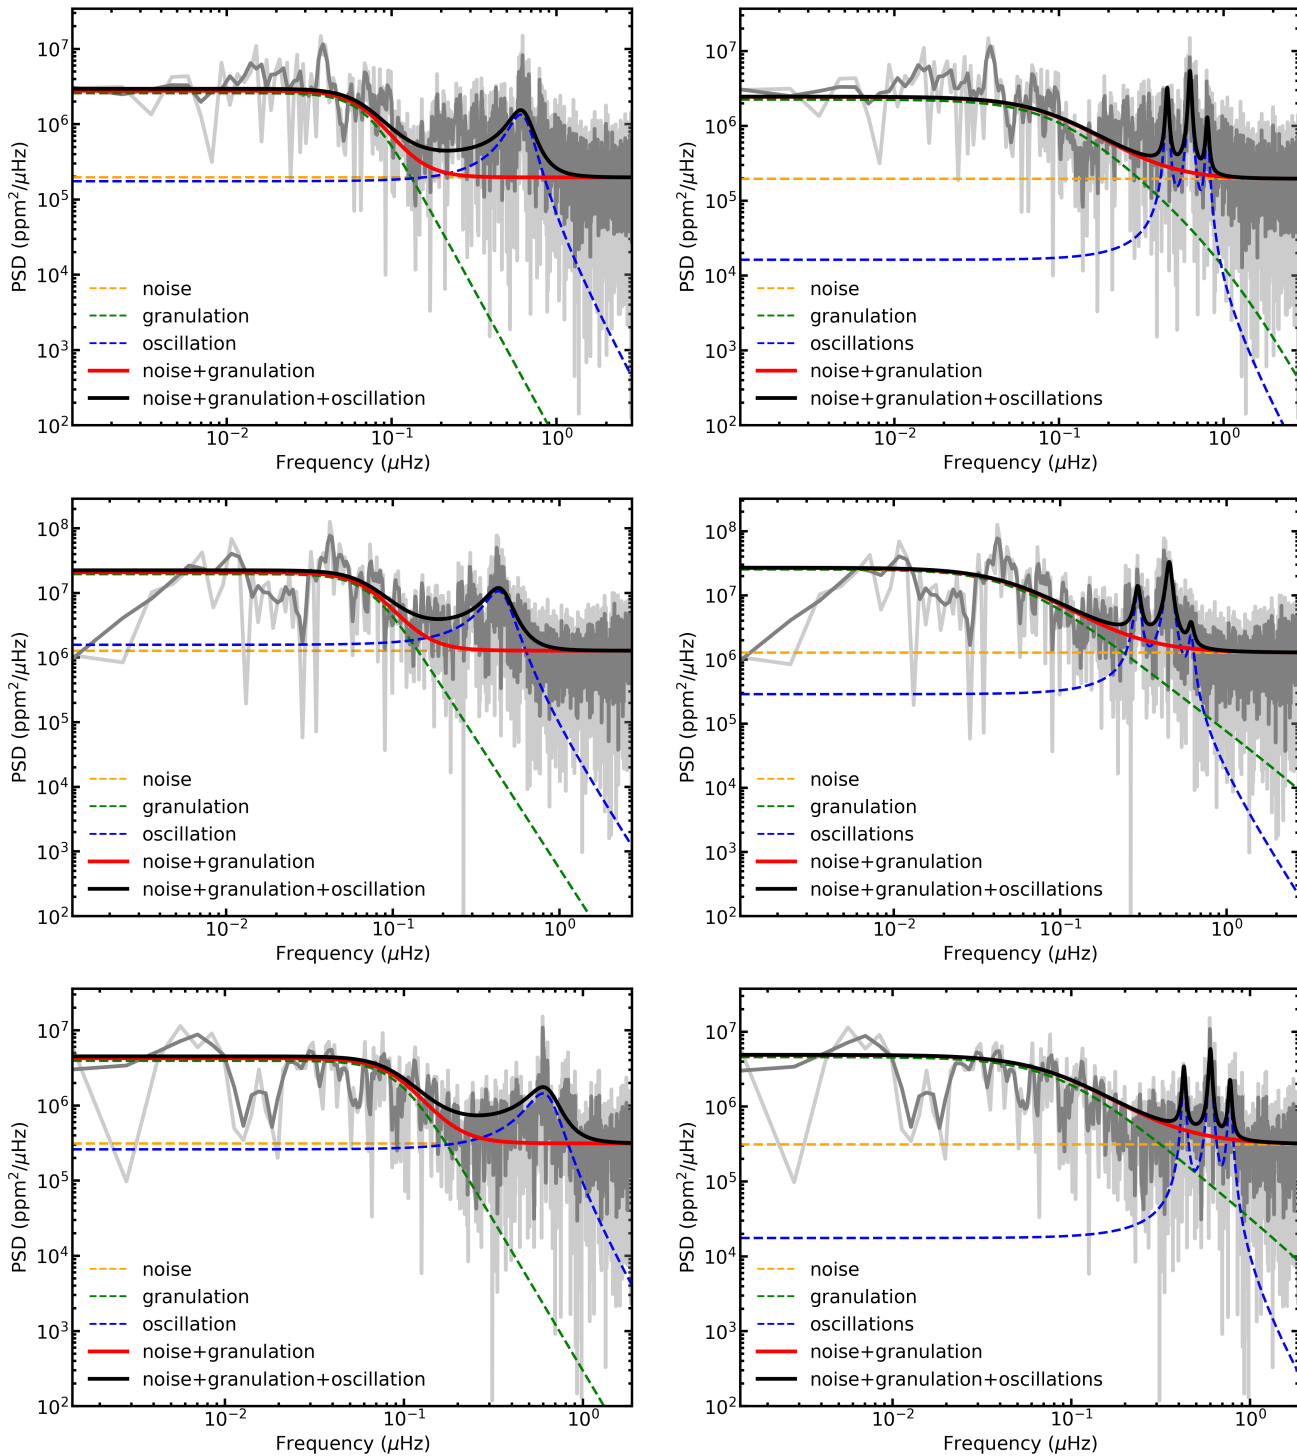 PSD (ppm²/μHz)
10⁷
10⁶
10⁵
10⁴
10³
10²
noise
granulation
oscillation
noise+granulation
noise+granulation+oscillation
10⁻² 10⁻¹ 10⁰
Frequency (μHz)
PSD (ppm²/μHz)
10⁷
10⁶
10⁵
10⁴
10³
10²
noise
granulation
oscillations
noise+granulation
noise+granulation+oscillations
10⁻² 10⁻¹ 10⁰
Frequency (μHz)
PSD (ppm²/μHz)
10⁸
10⁷
10⁶
10⁵
10⁴
10³
10²
noise
granulation
oscillation
noise+granulation
noise+granulation+oscillation
10⁻² 10⁻¹ 10⁰
Frequency (μHz)
PSD (ppm²/μHz)
10⁸
10⁷
10⁶
10⁵
10⁴
10³
10²
noise
granulation
oscillations
noise+granulation
noise+granulation+oscillations
10⁻² 10⁻¹ 10⁰
Frequency (μHz)
PSD (ppm²/μHz)
10⁷
10⁶
10⁵
10⁴
10³
10²
noise
granulation
oscillation
noise+granulation
noise+granulation+oscillation
10⁻² 10⁻¹ 10⁰
Frequency (μHz)
PSD (ppm²/μHz)
10⁷
10⁶
10⁵
10⁴
10³
10²
noise
granulation
oscillations
noise+granulation
noise+granulation+oscillations
10⁻² 10⁻¹ 10⁰
Frequency (μHz)